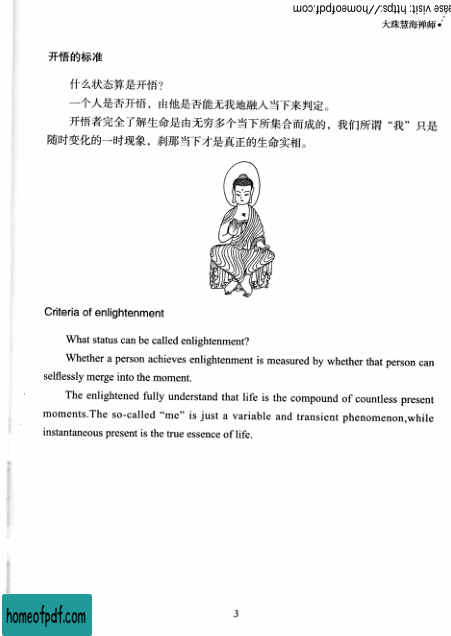 ase visit: https://homeofpdf.com
大珠慧海禅师
开悟的标准
什么状态算是开悟?
一个人是否开悟，由他是否能无我地融入当下来判定。
开悟者完全了解生命是由无穷多个当下所集合而成的，我们所谓“我”只是
随时变化的一时现象，刹那当下才是真正的生命实相。
Criteria of enlightenment
What status can be called enlightenment?
Whether a person achieves enlightenment is measured by whether that person can
selflessly merge into the moment.
The enlightened fully understand that life is the compound of countless present
moments.The so-called “me” is just a variable and transient phenomenon,while
instantaneous present is the true essence of life.
3
homeofpdf.com